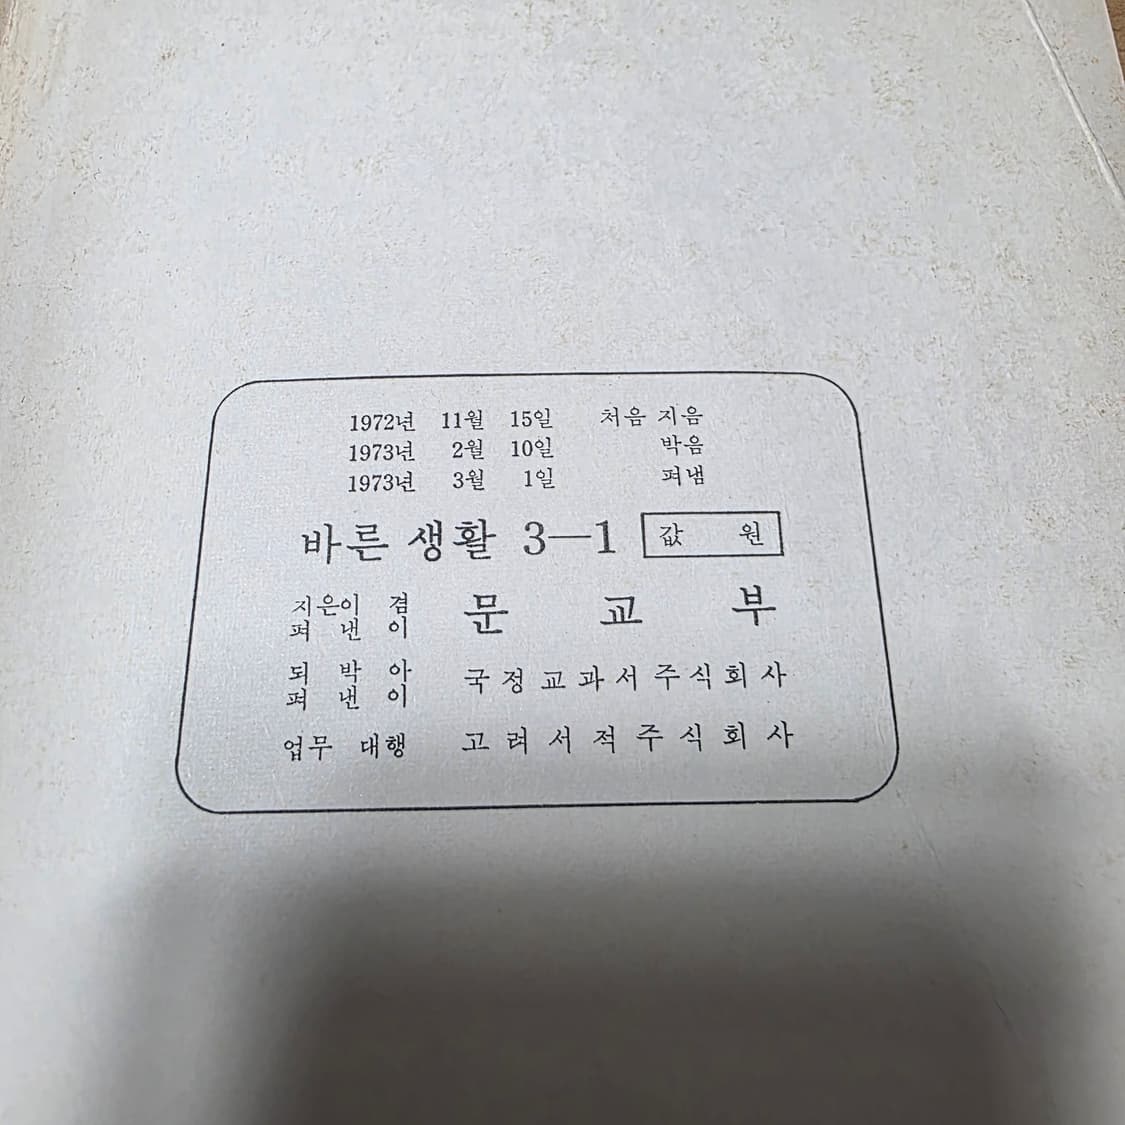 1972년 11월 15일 처음 지음
1973년 2월 10일 박음
1973년 3월 1일 펴냄
바른 생활 3—1 값 원
지은이 겸
펴 낸 이 문 교 부
되 박 아
펴 낸 이 국정교과서주식회사
업무 대행 고려서적주식회사